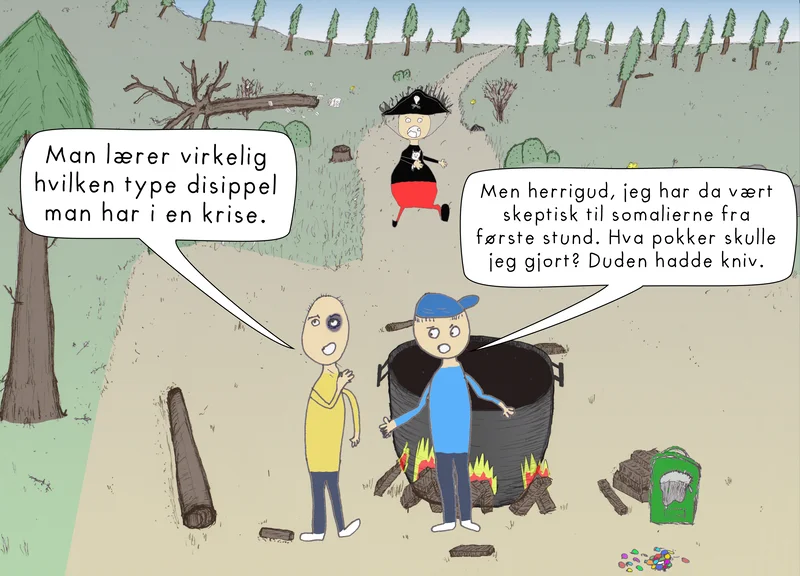 Man lærer virkelig
hvilken type disippel
man har i en krise.
Men herrigud, jeg har da vært
skeptisk til somalierne fra
første stund. Hva pokker skulle
jeg gjort? Duden hadde kniv.